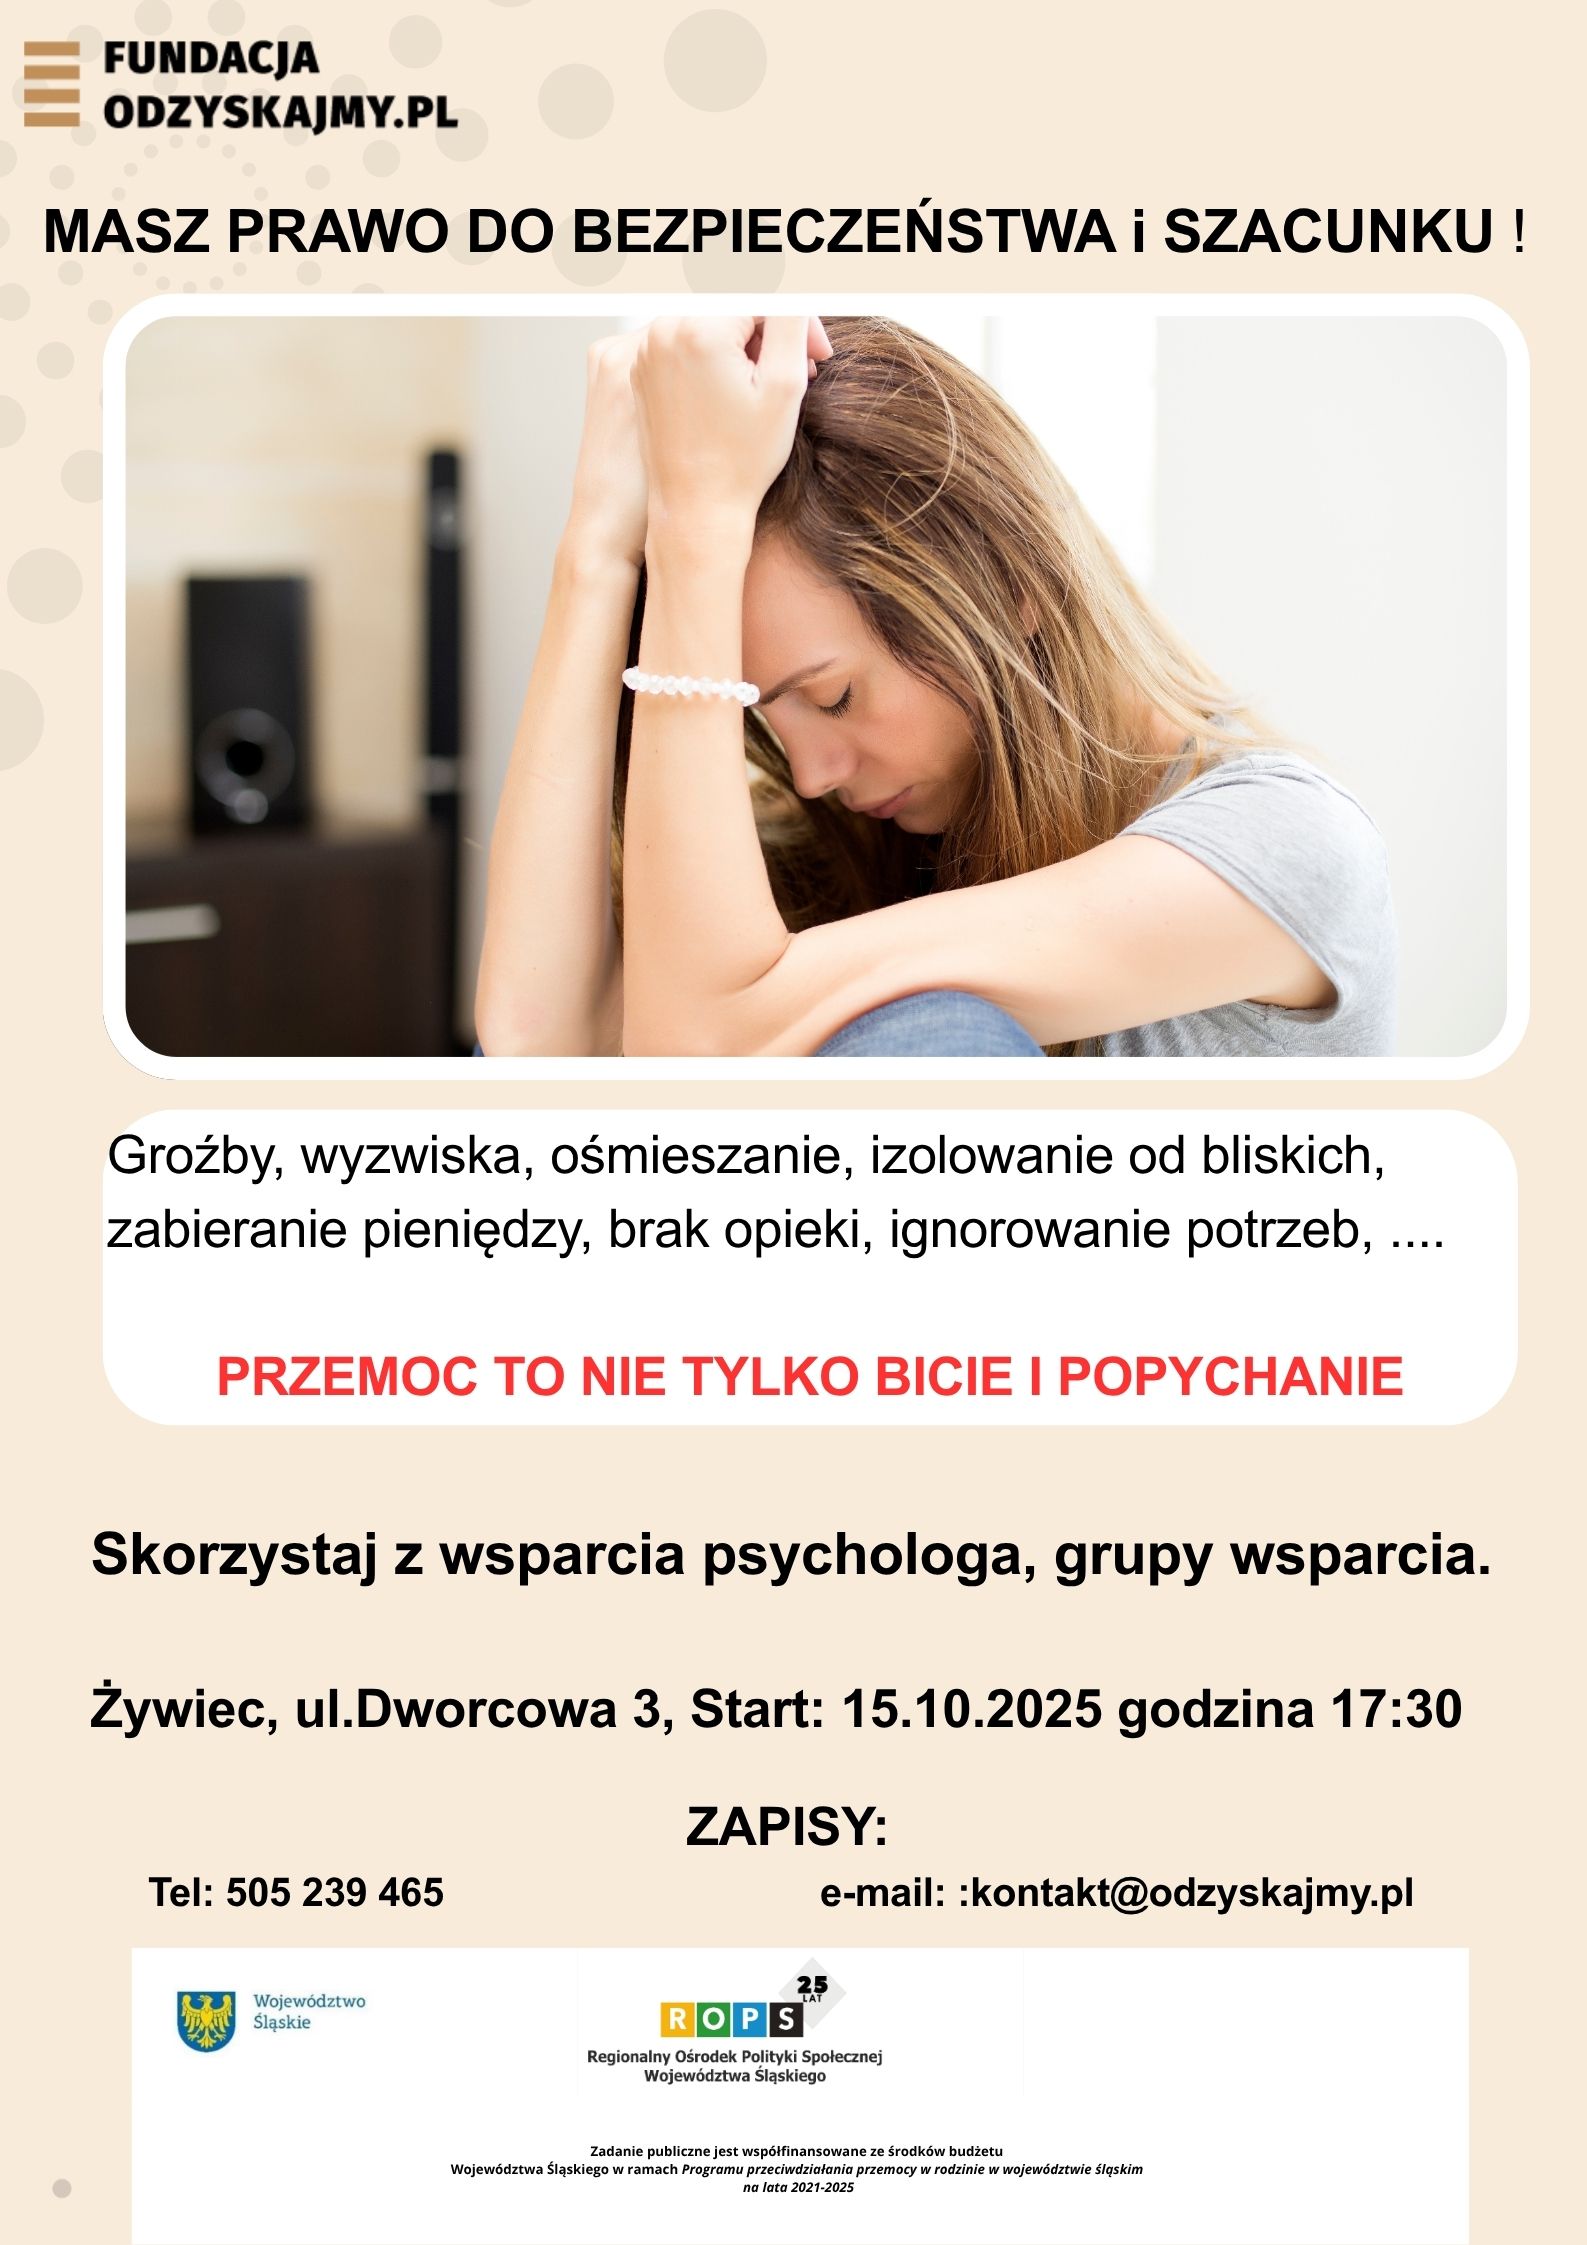 FUNDACJA
ODZYSKAJMY.PL
MASZ PRAWO DO BEZPIECZEŃSTWA i SZACUNKU !
Groźby, wyzwiska, ośmieszanie, izolowanie od bliskich,
zabieranie pieniędzy, brak opieki, ignorowanie potrzeb, ....
PRZEMOC TO NIE TYLKO BICIE I POPYCHANIE
Skorzystaj z wsparcia psychologa, grupy wsparcia.
Żywiec, ul.Dworcowa 3, Start: 15.10.2025 godzina 17:30
ZAPISY:
Tel: 505 239 465 e-mail: :kontakt@odzyskajmy.pl
Województwo
Śląskie
25
LAT
ROPS
Regionalny Ośrodek Polityki Społecznej
Województwa Śląskiego
Zadanie publiczne jest współfinansowane ze środków budżetu
Województwa Śląskiego w ramach Programu przeciwdziałania przemocy w rodzinie w województwie śląskim
na lata 2021-2025